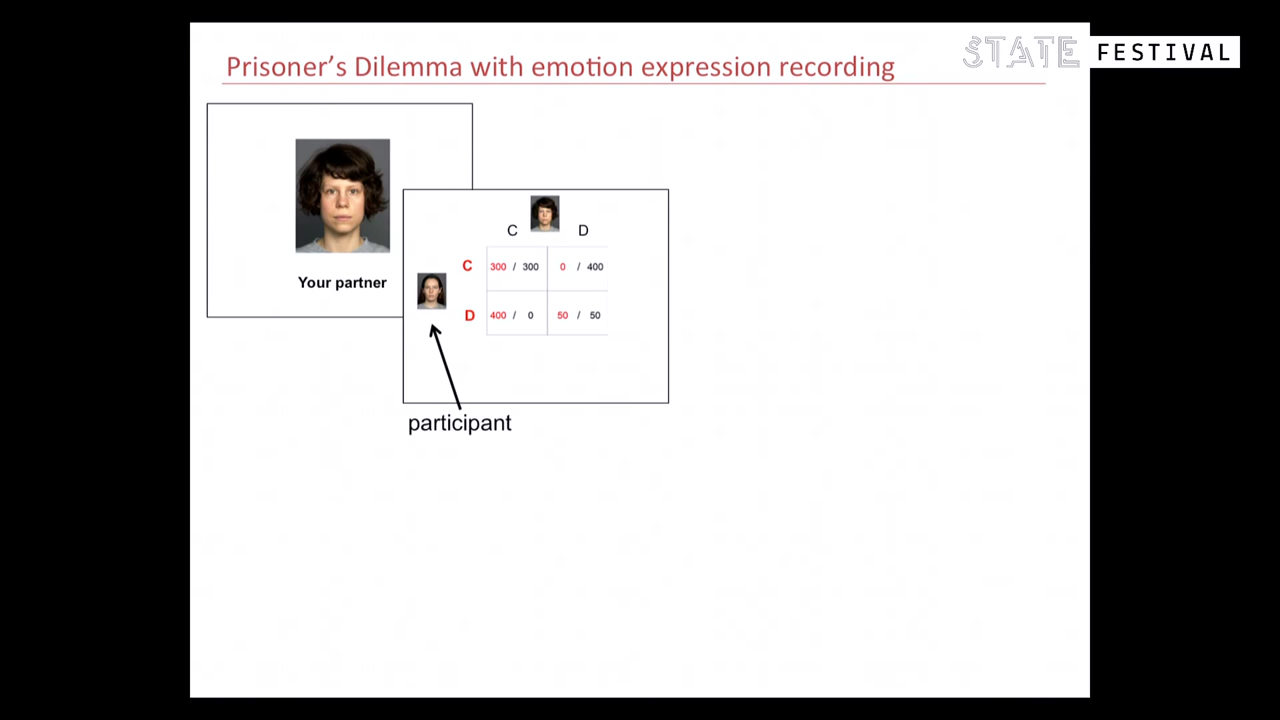 STATE FESTIVAL
Prisoner’s Dilemma with emotion expression recording
Your partner
C D
C 300 / 300 0 / 400
D 400 / 0 50 / 50
participant